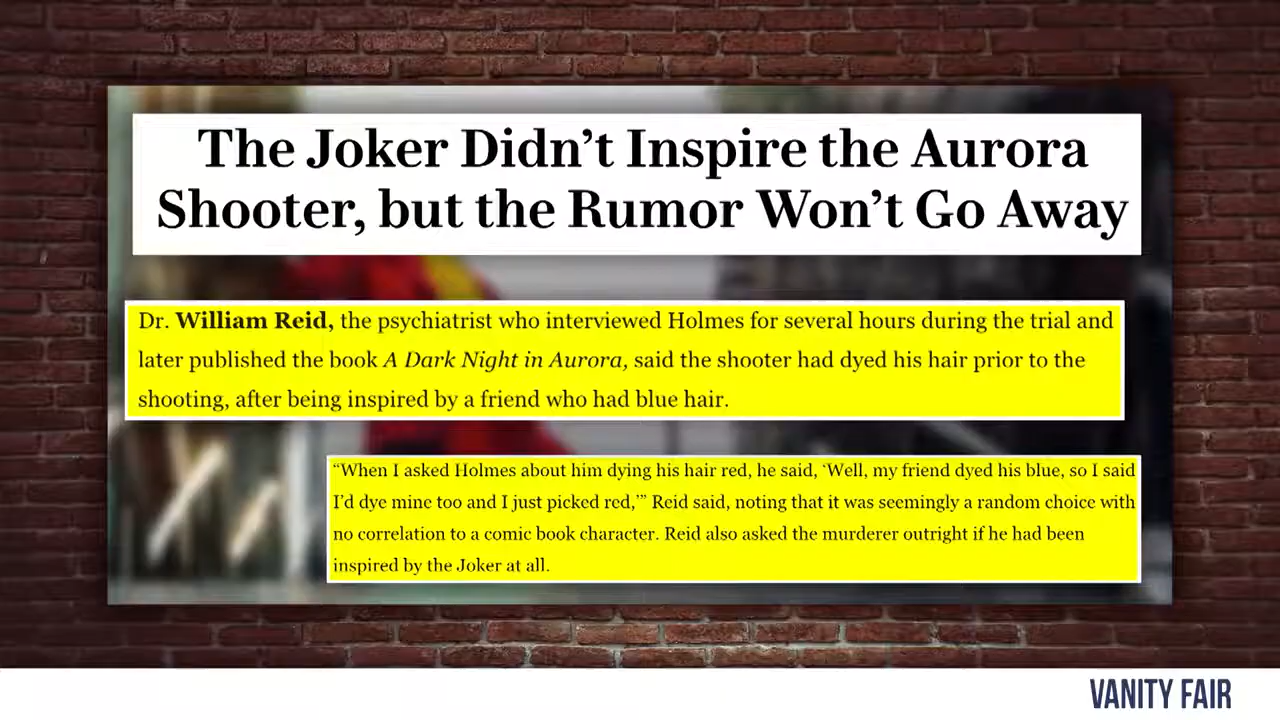 The Joker Didn’t Inspire the Aurora
Shooter, but the Rumor Won’t Go Away
Dr. William Reid, the psychiatrist who interviewed Holmes for several hours during the trial and
later published the book A Dark Night in Aurora, said the shooter had dyed his hair prior to the
shooting, after being inspired by a friend who had blue hair.
“When I asked Holmes about him dying his hair red, he said, ‘Well, my friend dyed his blue, so I said
I’d dye mine too and I just picked red,’” Reid said, noting that it was seemingly a random choice with
no correlation to a comic book character. Reid also asked the murderer outright if he had been
inspired by the Joker at all.
VANITY FAIR